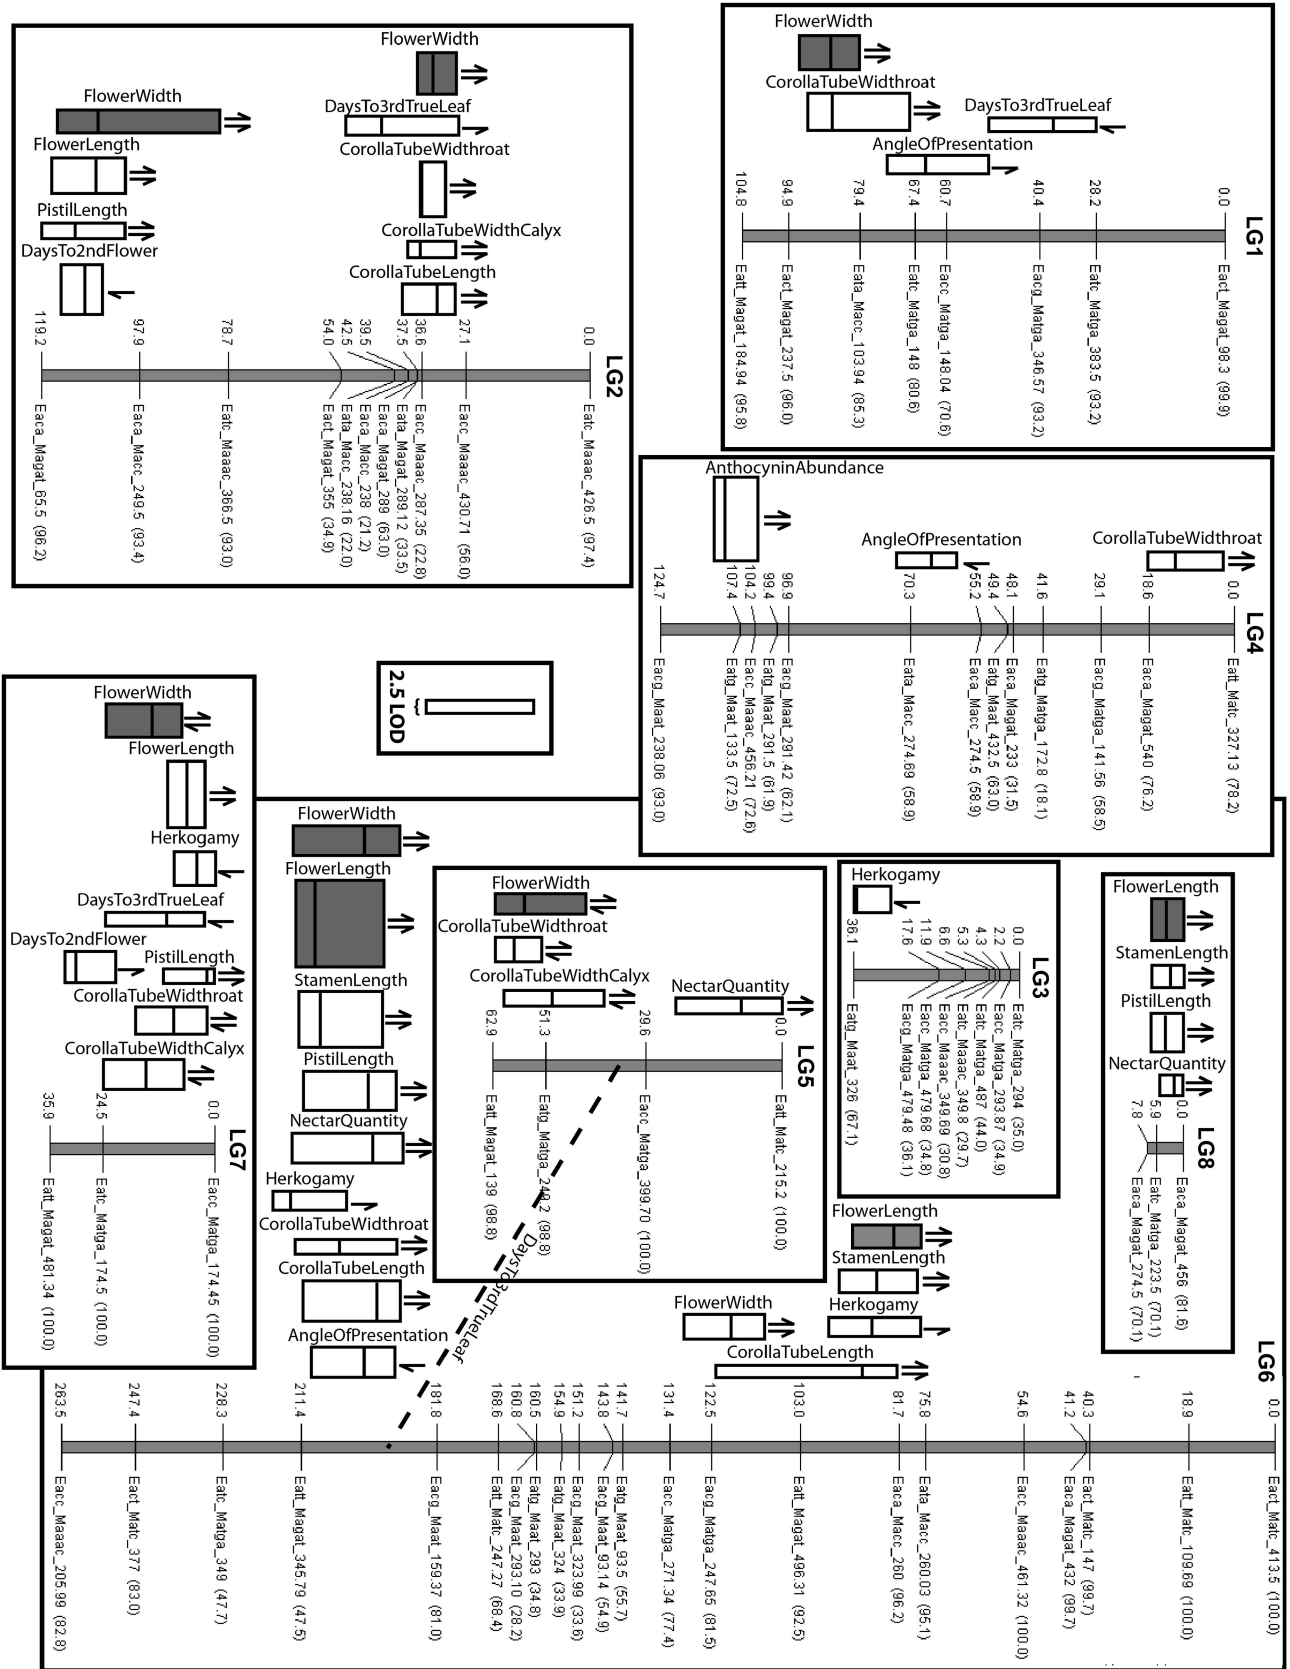 LG1
FlowerWidth
CorollaTubeWidthroat
DaysTo3rdTrueLeaf
AngleOfPresentation
0.0 Eact_Magat_98.3 (99.9)
28.2 Eatc_Matga_383.5 (93.2)
40.4 Eacg_Matga_346.57 (93.2)
60.7 Eacc_Matga_148.04 (70.6)
67.4 Eatc_Matga_148 (80.6)
79.4 Eata_Macc_103.94 (85.3)
94.9 Eact_Magat_237.5 (96.0)
104.8 Eatt_Magat_184.94 (95.8)
LG2
FlowerWidth
DaysTo3rdTrueLeaf
CorollaTubeWidthroat
CorollaTubeWidthCalyx
CorollaTubeLength
FlowerWidth
FlowerLength
PistilLength
DaysTo2ndFlower
0.0 Eatc_Maaac_426.5 (97.4)
27.1 Eacc_Maaac_430.71 (56.0)
36.6 Eacc_Maaac_287.35 (22.8)
37.5 Eata_Magat_289.12 (33.5)
Eaca_Magat_289 (63.0)
39.5 Eaca_Macc_238 (21.2)
42.5 Eata_Macc_238.16 (22.0)
54.0 Eact_Magat_355 (34.9)
78.7 Eatc_Maaac_366.5 (93.0)
97.9 Eaca_Macc_249.5 (93.4)
119.2 Eaca_Magat_65.5 (96.2)
LG4
AnthocyninAbundance
AngleOfPresentation
CorollaTubeWidthroat
0.0 Eatt_Matc_327.13 (78.2)
18.6 Eaca_Magat_540 (76.2)
29.1 Eacg_Matga_141.56 (58.5)
41.6 Eatg_Matga_172.8 (18.1)
48.1 Eaca_Magat_233 (31.5)
49.4 Eatg_Maat_432.5 (63.0)
55.2 Eaca_Macc_274.5 (58.9)
70.3 Eata_Macc_274.69 (58.9)
96.9 Eacg_Maat_291.42 (62.1)
99.4 Eatg_Maat_291.5 (61.9)
104.2 Eacc_Maaac_456.21 (72.6)
107.4 Eatg_Maat_133.5 (72.5)
124.7 Eacg_Maat_238.06 (93.0)
2.5 LOD
LG3
Herkogamy
0.0 Eatc_Matga_294 (35.0)
2.2 Eacc_Matga_293.87 (34.9)
4.3 Eatc_Matga_487 (44.0)
5.3 Eatc_Maaac_349.8 (29.7)
6.6 Eacc_Maaac_349.69 (30.8)
11.9 Eacc_Matga_479.68 (34.8)
17.6 Eacg_Matga_479.48 (36.1)
36.1 Eatg_Maat_326 (67.1)
LG8
FlowerLength
StamenLength
PistilLength
NectarQuantity
0.0 Eaca_Magat_456 (81.6)
5.9 Eatc_Matga_223.5 (70.1)
7.8 Eaca_Magat_274.5 (70.1)
LG5
FlowerWidth
CorollaTubeWidthroat
CorollaTubeWidthCalyx
NectarQuantity
0.0 Eatt_Matc_215.2 (100.0)
29.6 Eacc_Matga_399.70 (100.0)
51.3 Eatg_Matga_249.2 (98.8)
62.9 Eatt_Magat_139 (98.8)
DaysTo3rdTrueLeaf
LG7
FlowerWidth
FlowerLength
Herkogamy
DaysTo3rdTrueLeaf
DaysTo2ndFlower
PistilLength
CorollaTubeWidthroat
CorollaTubeWidthCalyx
0.0 Eacc_Matga_174.45 (100.0)
24.5 Eatc_Matga_174.5 (100.0)
35.9 Eatt_Magat_481.34 (100.0)
LG6
FlowerWidth
FlowerLength
StamenLength
PistilLength
NectarQuantity
Herkogamy
CorollaTubeWidthroat
CorollaTubeLength
AngleOfPresentation
FlowerLength
StamenLength
Herkogamy
FlowerWidth
CorollaTubeLength
0.0 Eact_Matc_413.5 (100.0)
18.9 Eatt_Matc_109.69 (100.0)
40.3 Eact_Matc_147 (99.7)
41.2 Eaca_Magat_432 (99.7)
54.6 Eacc_Maaac_461.32 (100.0)
75.8 Eata_Macc_260.03 (95.1)
81.7 Eaca_Macc_260 (96.2)
103.0 Eatt_Magat_496.31 (92.5)
122.5 Eacg_Matga_247.65 (81.5)
131.4 Eacc_Matga_271.34 (77.4)
141.7 Eatg_Maat_93.5 (55.7)
143.8 Eacg_Maat_93.14 (54.9)
151.2 Eacg_Maat_323.99 (33.6)
154.9 Eatg_Maat_324 (33.9)
160.5 Eatg_Maat_293 (34.8)
160.8 Eacg_Maat_293.10 (28.2)
168.6 Eatt_Matc_247.27 (68.4)
181.8 Eacg_Maat_159.37 (81.0)
211.4 Eatt_Magat_345.79 (47.5)
228.3 Eatc_Matga_349 (47.7)
247.4 Eact_Matc_377 (83.0)
263.5 Eacc_Maaac_205.99 (82.8)